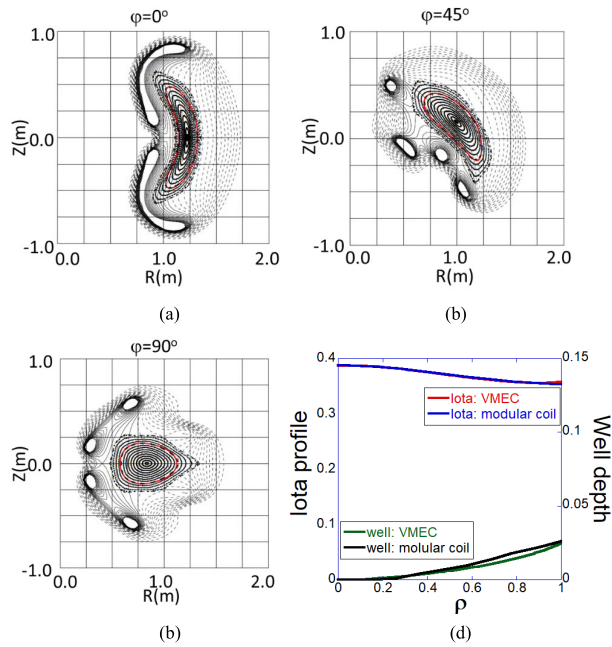 φ=0°
1.0
Z(m)
0.0
-1.0
0.0 1.0 2.0
R(m)
(a)
φ=45°
1.0
Z(m)
0.0
-1.0
0.0 1.0 2.0
R(m)
(b)
φ=90°
1.0
Z(m)
0.0
-1.0
0.0 1.0 2.0
R(m)
(b)
0.4
0.3
0.2
0.1
0
Iota profile
Iota: VMEC
Iota: modular coil
well: VMEC
well: modular coil
0.15
0.1
0.05
0
Well depth
0 0.2 0.4 0.6 0.8 1
ρ
(d)